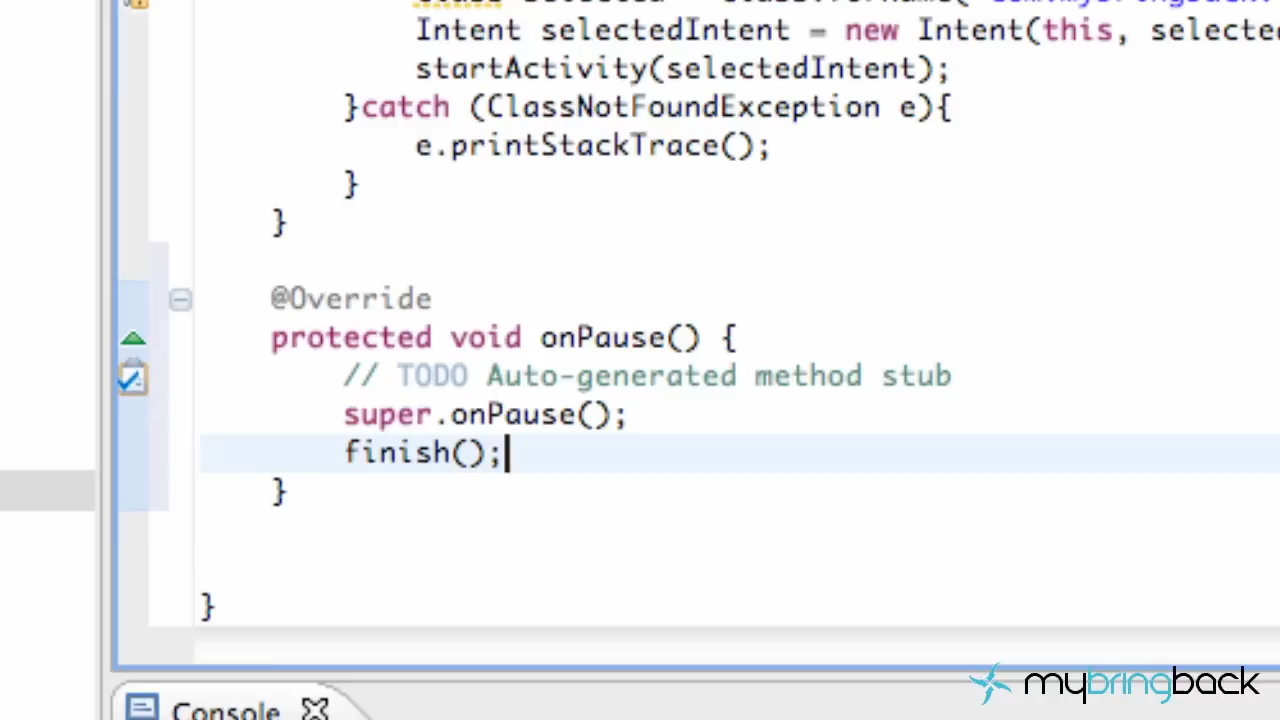 Intent selectedIntent = new Intent(this,
startActivity(selectedIntent);
}catch (ClassNotFoundException e){
e.printStackTrace();
}
}
@Override
protected void onPause() {
// TODO Auto-generated method stub
super.onPause();
finish();
}
}
mybringback
Console